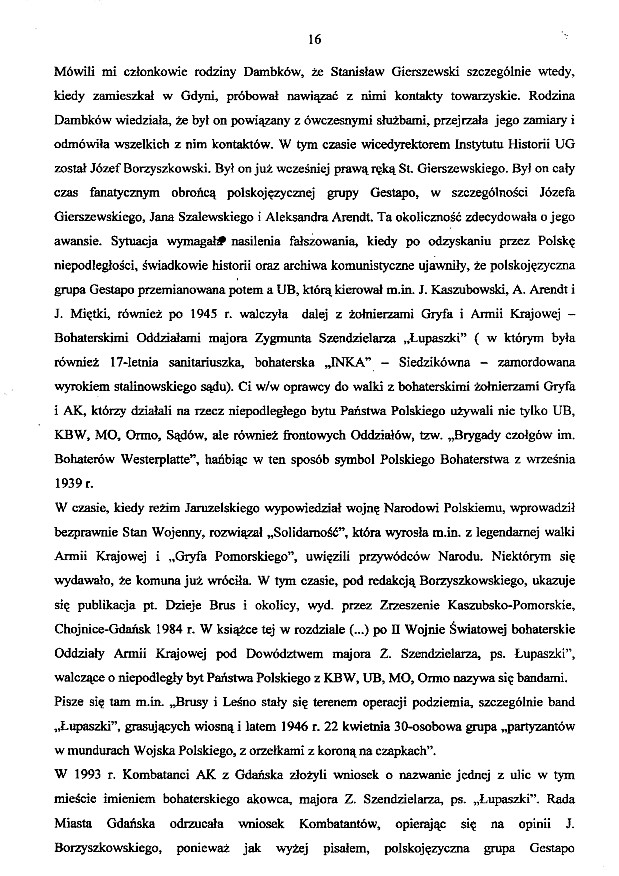 16
Mówili mi członkowie rodziny Dambków, że Stanisław Gierszewski szczególnie wtedy,
kiedy zamieszkał w Gdyni, próbował nawiązać z nimi kontakty towarzyskie. Rodzina
Dambków wiedziała, że był on powiązany z ówczesnymi służbami, przejrzała jego zamiary i
odmówiła wszelkich z nim kontaktów. W tym czasie wicedyrektorem Instytutu Historii UG
został Józef Borzyszkowski. Był on już wcześniej prawą ręką St. Gierszewskiego. Był on cały
czas fanatycznym obrońcą polskojęzycznej grupy Gestapo, w szczególności Józefa
Gierszewskiego, Jana Szalewskiego i Aleksandra Arendt. Ta okoliczność zdecydowała o jego
awansie. Sytuacja wymagała nasilenia fałszowania, kiedy po odzyskaniu przez Polskę
niepodległości, świadkowie historii oraz archiwa komunistyczne ujawniły, że polskojęzyczna
grupa Gestapo przemianowana potem a UB, którą kierował m.in. J. Kaszubowski, A. Arendt i
J. Miętki, również po 1945 r. walczyła dalej z żołnierzami Gryfa i Armii Krajowej –
Bohaterskimi Oddziałami majora Zygmunta Szendzielarza „Łupaszki” ( w którym była
również 17-letnia sanitariuszka, bohaterska „INKA” – Siedzikówna – zamordowana
wyrokiem stalinowskiego sądu). Ci w/w oprawcy do walki z bohaterskimi żołnierzami Gryfa
i AK, którzy działali na rzecz niepodległego bytu Państwa Polskiego używali nie tylko UB,
KBW, MO, Ormo, Sądów, ale również frontowych Oddziałów, tzw. „Brygady czołgów im.
Bohaterów Westerplatte”, hańbiąc w ten sposób symbol Polskiego Bohaterstwa z września
1939 r.
W czasie, kiedy reżim Jaruzelskiego wypowiedział wojnę Narodowi Polskiemu, wprowadził
bezprawnie Stan Wojenny, rozwiązał „Solidarność”, która wyrosła m.in. z legendarnej walki
Armii Krajowej i „Gryfa Pomorskiego”, uwięzili przywódców Narodu. Niektórym się
wydawało, że komuna już wróciła. W tym czasie, pod redakcją Borzyszkowskiego, ukazuje
się publikacja pt. Dzieje Brus i okolicy, wyd. przez Zrzeszenie Kaszubsko-Pomorskie,
Chojnice-Gdańsk 1984 r. W książce tej w rozdziale (...) po II Wojnie Światowej bohaterskie
Oddziały Armii Krajowej pod Dowództwem majora Z. Szendzielarza, ps. Łupaszki”,
walczące o niepodległy byt Państwa Polskiego z KBW, UB, MO, Ormo nazywa się bandami.
Pisze się tam m.in. „Brusy i Leśno stały się terenem operacji podziemia, szczególnie band
„Łupaszki”, grasujących wiosną i latem 1946 r. 22 kwietnia 30-osobowa grupa „partyzantów
w mundurach Wojska Polskiego, z orzełkami z koroną na czapkach”.
W 1993 r. Kombatanci AK z Gdańska złożyli wniosek o nazwanie jednej z ulic w tym
mieście imieniem bohaterskiego akowca, majora Z. Szendzielarza, ps. „Łupaszki”. Rada
Miasta Gdańska odrzucała wniosek Kombatantów, opierając się na opinii J.
Borzyszkowskiego, ponieważ jak wyżej pisałem, polskojęzyczna grupa Gestapo